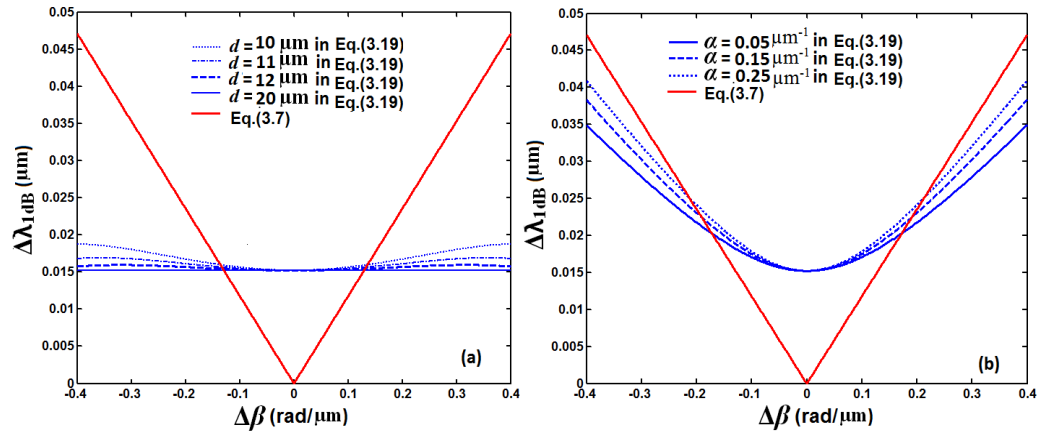 0.05
0.045
0.04
0.035
0.03
0.025
0.02
0.015
0.01
0.005
0
Δλ1dB (μm)
d = 10 μm in Eq.(3.19)
d = 11 μm in Eq.(3.19)
d = 12 μm in Eq.(3.19)
d = 20 μm in Eq.(3.19)
Eq.(3.7)
(a)
-0.4 -0.3 -0.2 -0.1 0 0.1 0.2 0.3 0.4
Δβ (rad/μm)
0.05
0.045
0.04
0.035
0.03
0.025
0.02
0.015
0.01
0.005
0
Δλ1dB (μm)
α = 0.05 μm-1 in Eq.(3.19)
α = 0.15 μm-1 in Eq.(3.19)
α = 0.25 μm-1 in Eq.(3.19)
Eq.(3.7)
(b)
-0.4 -0.3 -0.2 -0.1 0 0.1 0.2 0.3 0.4
Δβ (rad/μm)